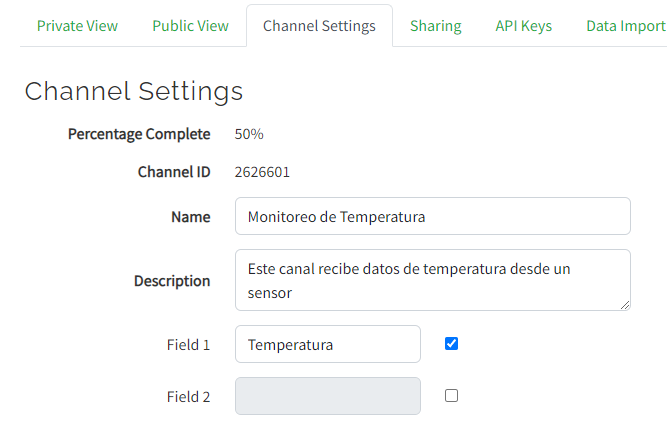 Private View Public View Channel Settings Sharing API Keys Data Import
Channel Settings
Percentage Complete 50%
Channel ID 2626601
Name Monitoreo de Temperatura
Description Este canal recibe datos de temperatura desde un
sensor
Field 1 Temperatura
Field 2